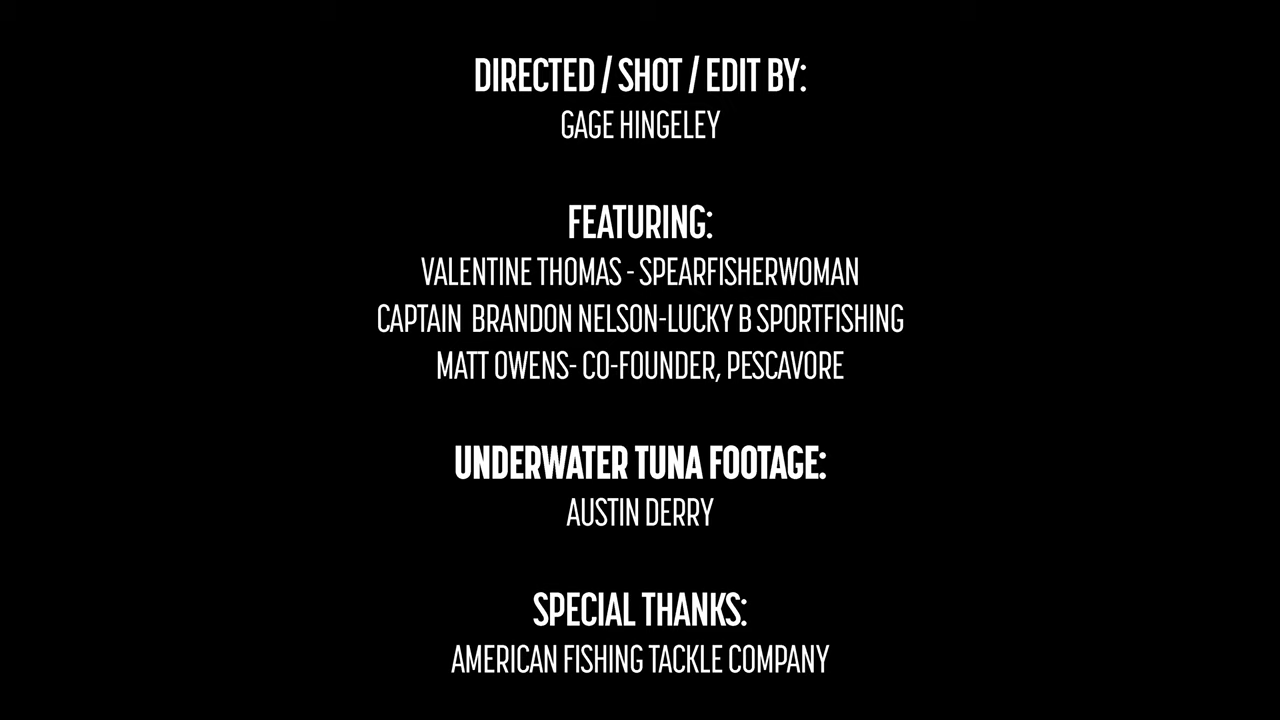 DIRECTED / SHOT / EDIT BY:
GAGE HINGELEY
FEATURING:
VALENTINE THOMAS - SPEARFISHERWOMAN
CAPTAIN  BRANDON NELSON-LUCKY B SPORTFISHING
MATT OWENS- CO-FOUNDER, PESCAVORE
UNDERWATER TUNA FOOTAGE:
AUSTIN DERRY
SPECIAL THANKS:
AMERICAN FISHING TACKLE COMPANY